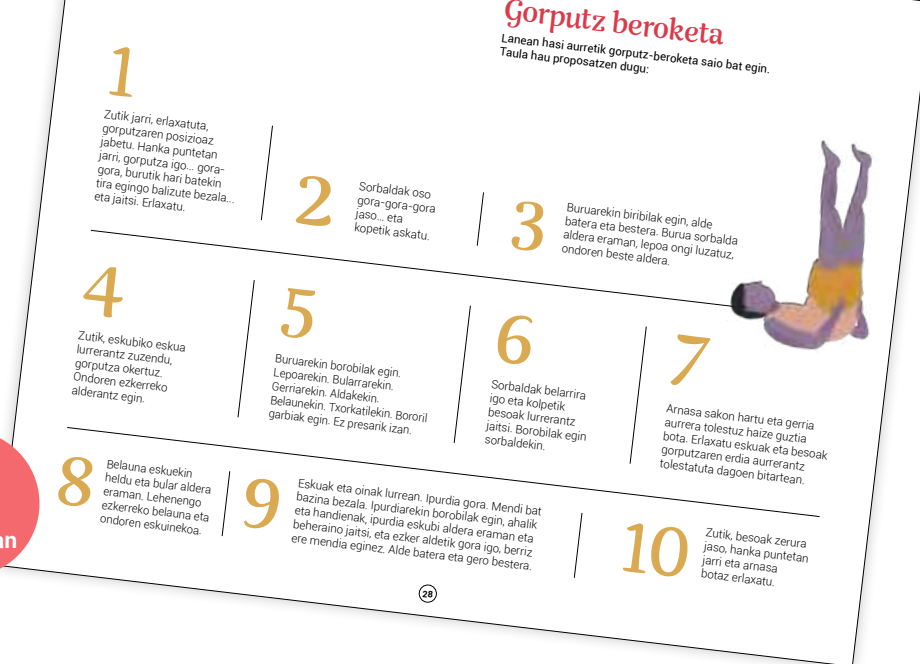 Gorputz beroketa
Lanean hasi aurretik gorputz-beroketa saio bat egin.
Taula hau proposatzen dugu:
1
Zutik jarri, erlaxatuta,
gorputzaren posizioaz
jabetu. Hanka puntetan
jarri, gorputza igo... gora-
gora, burutik hari batekin
tira egingo balizute bezala...
eta jaitsi. Erlaxatu.
2
Sorbaldak oso
gora-gora-gora
jaso... eta
kopetik askatu.
3
Buruarekin biribilak egin, alde
batera eta bestera. Burua sorbalda
aldera eraman, lepoa ongi luzatuz,
ondoren beste aldera.
4
Zutik, eskubiko eskua
lurrerantz zuzendu,
gorputza okertuz.
Ondoren ezkerreko
alderantz egin.
5
Buruarekin borobilak egin.
Lepoarekin. Bularrarekin.
Gerriarekin. Aldakekin.
Belaunekin. Txorkatilekin. Bororil
garbiak egin. Ez presarik izan.
6
Sorbaldak belarrira
igo eta kolpetik
besoak lurrerantz
jaitsi. Borobilak egin
sorbaldekin.
7
Arnasa sakon hartu eta gerria
aurrera tolestuz haize guztia
bota. Erlaxatu eskuak eta besoak
gorputzaren erdia aurrerantz
tolestatuta dagoen bitartean.
8
Belauna eskuekin
heldu eta bular aldera
eraman. Lehenengo
ezkerreko belauna eta
ondoren eskuinekoa.
9
Eskuak eta oinak lurrean. Ipurdia gora. Mendi bat
bazina bezala. Ipurdiarekin borobilak egin, ahalik
eta handienak, ipurdia eskubi aldera eraman eta
beheraino jaitsi, eta ezker aldetik gora igo, berriz
ere mendia eginez. Alde batera eta gero bestera.
10
Zutik, besoak zerura
jaso, hanka puntetan
jarri eta arnasa
botaz erlaxatu.
an
28